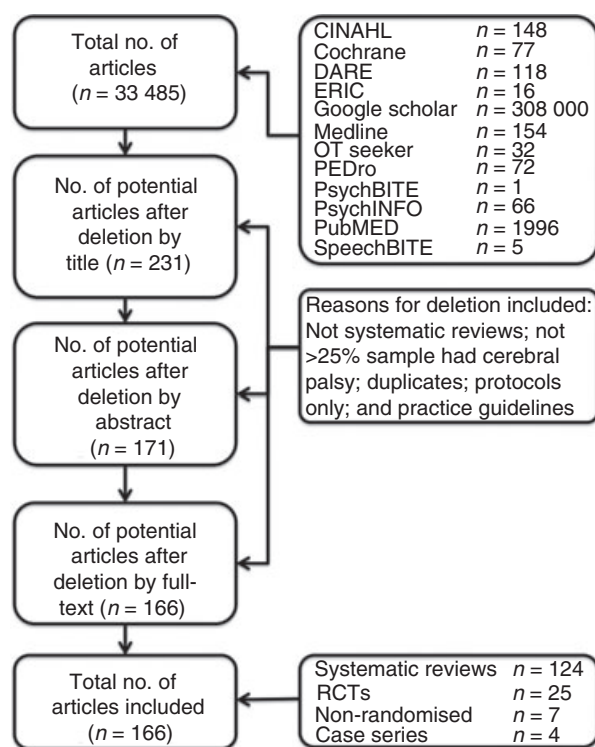 Total no. of
articles
(n = 33 485)
CINAHL n = 148
Cochrane n = 77
DARE n = 118
ERIC n = 16
Google scholar n = 308 000
Medline n = 154
OT seeker n = 32
PEDro n = 72
PsychBITE n = 1
PsychINFO n = 66
PubMED n = 1996
SpeechBITE n = 5
No. of potential
articles after
deletion by
title (n = 231)
Reasons for deletion included:
Not systematic reviews; not
>25% sample had cerebral
palsy; duplicates; protocols
only; and practice guidelines
No. of potential
articles after
deletion by
abstract
(n = 171)
No. of potential
articles after
deletion by full-
text (n = 166)
Total no. of
articles included
(n = 166)
Systematic reviews n = 124
RCTs n = 25
Non-randomised n = 7
Case series n = 4